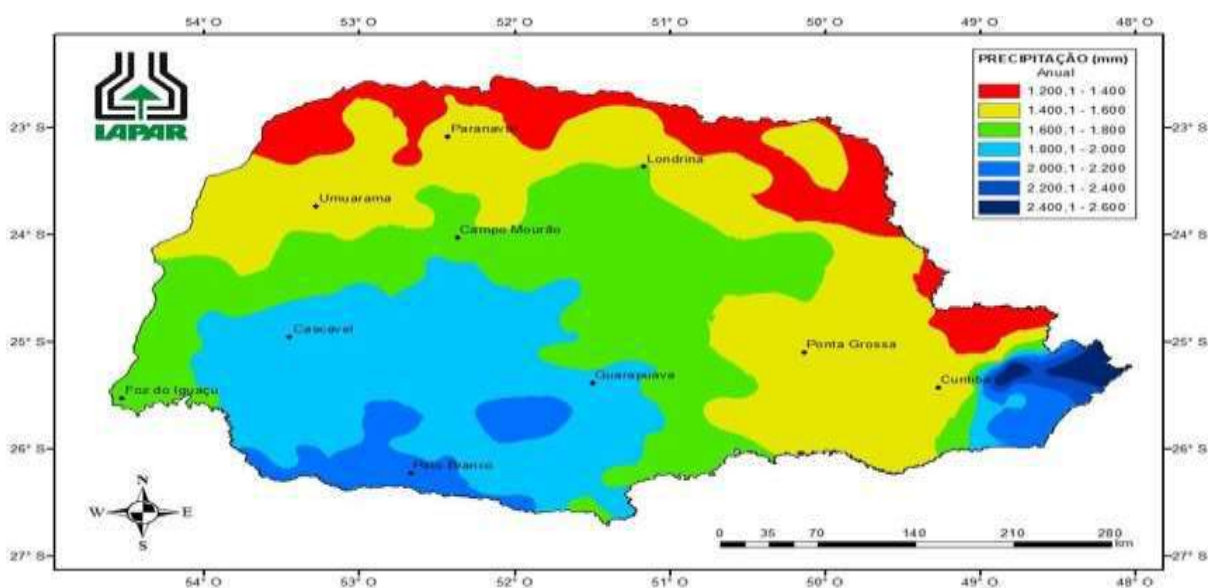 54° O 53° O 52° O 51° O 50° O 49° O 48° O
IAPAR
PRECIPITAÇÃO (mm)
Anual
1.200,1 - 1.400
1.400,1 - 1.600
1.600,1 - 1.800
1.800,1 - 2.000
2.000,1 - 2.200
2.200,1 - 2.400
2.400,1 - 2.600
23° S 23° S
Paranavaí
Londrina
Umuarama
24° S 24° S
Campo Mourão
Cascavel
25° S 25° S
Ponta Grossa
Guarapuava
Curitiba
Foz do Iguaçu
26° S 26° S
Pato Branco
N
W E
S
0 35 70 140 210 280
km
27° S 27° S
54° O 53° O 52° O 51° O 50° O 49° O 48° O